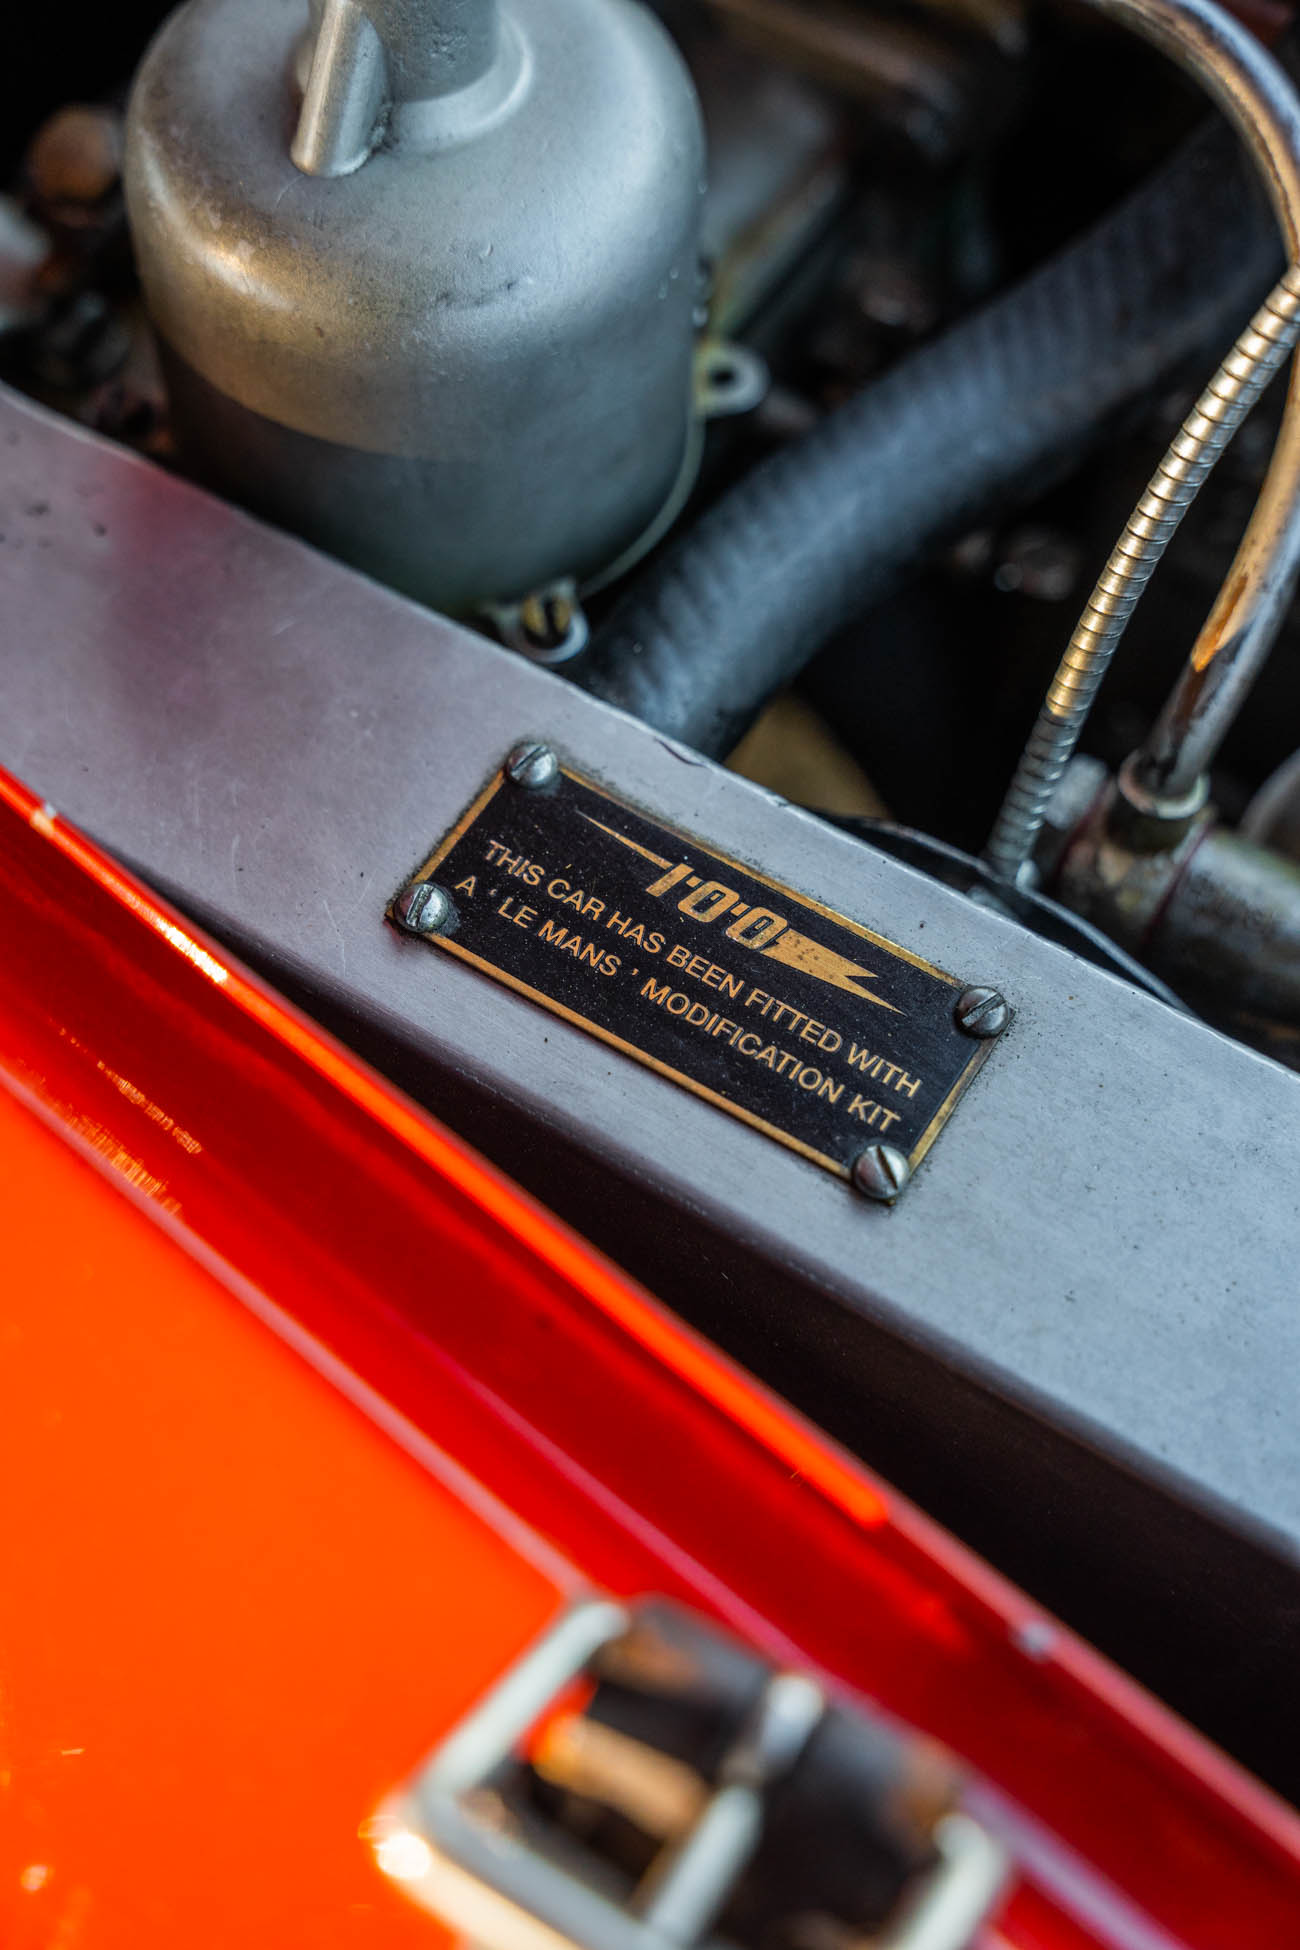 100
THIS CAR HAS BEEN FITTED WITH
A ‘ LE MANS ’ MODIFICATION KIT